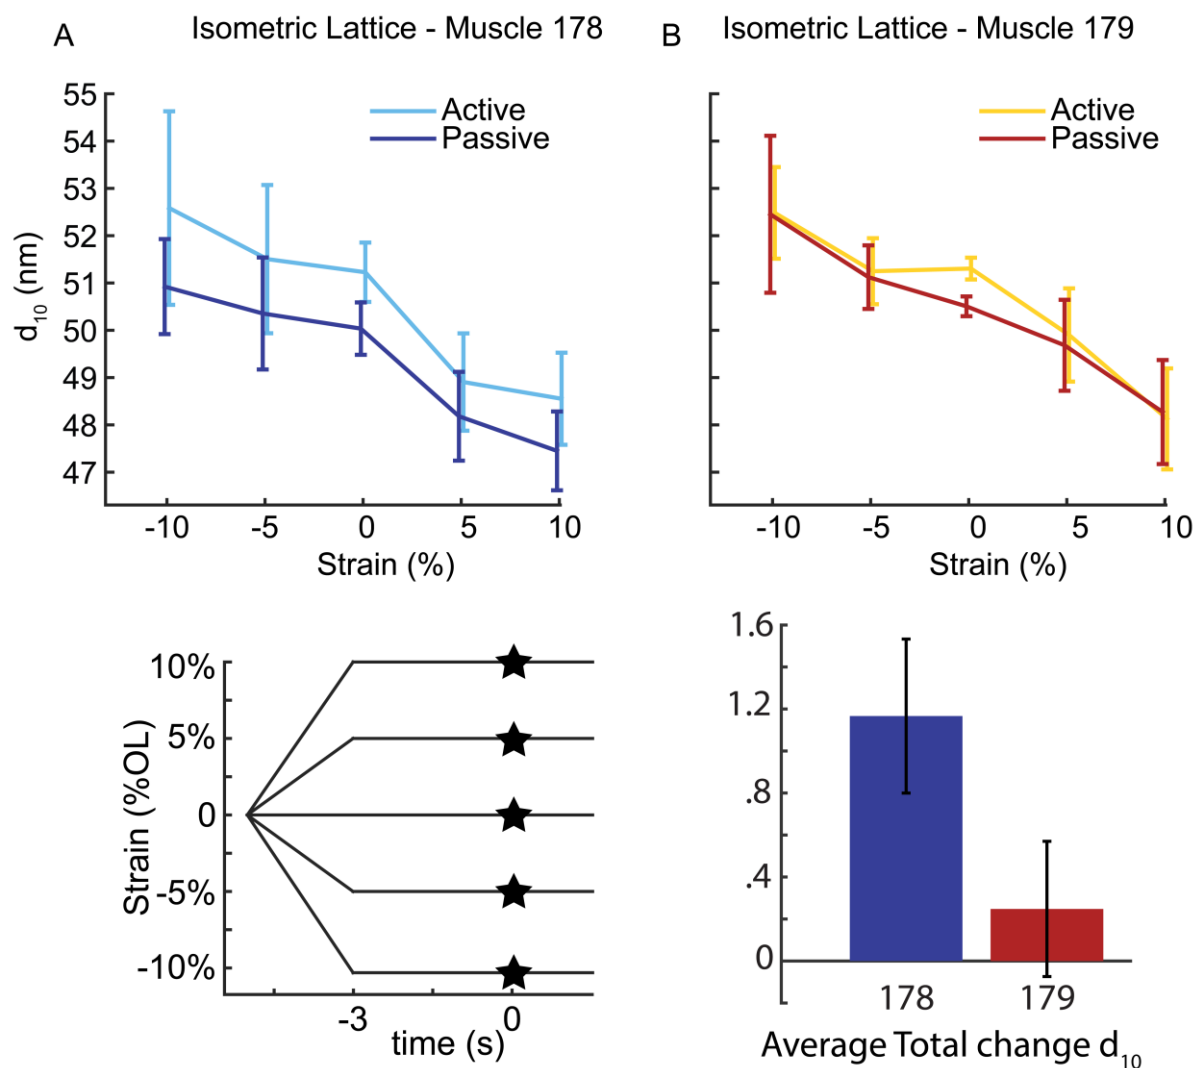 A
Isometric Lattice - Muscle 178
B
Isometric Lattice - Muscle 179
55
54
53
52
51
50
49
48
47
d10 (nm)
Active
Passive
-10
-5
0
5
10
Strain (%)
Active
Passive
-10
-5
0
5
10
Strain (%)
10%
5%
0
-5%
-10%
Strain (%OL)
-3
0
time (s)
1.6
1.2
.8
.4
0
178
179
Average Total change d10